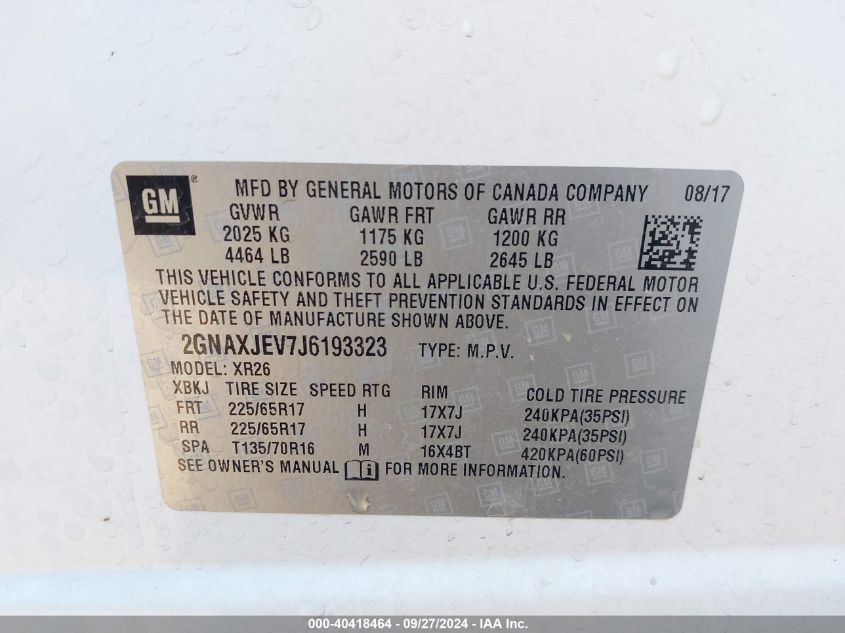 GM ® MFD BY GENERAL MOTORS OF CANADA COMPANY 08/17
GVWR GAWR FRT GAWR RR
2025 KG 1175 KG 1200 KG
4464 LB 2590 LB 2645 LB
THIS VEHICLE CONFORMS TO ALL APPLICABLE U.S. FEDERAL MOTOR
VEHICLE SAFETY AND THEFT PREVENTION STANDARDS IN EFFECT ON
THE DATE OF MANUFACTURE SHOWN ABOVE.
2GNAXJEV7J6193323 TYPE: M.P.V.
MODEL: XR26
XBKJ TIRE SIZE SPEED RTG RIM COLD TIRE PRESSURE
FRT 225/65R17 H 17X7J 240KPA(35PSI)
RR 225/65R17 H 17X7J 240KPA(35PSI)
SPA T135/70R16 M 16X4BT 420KPA(60PSI)
SEE OWNER'S MANUAL FOR MORE INFORMATION.
000-40418464 - 09/27/2024 - IAA Inc.